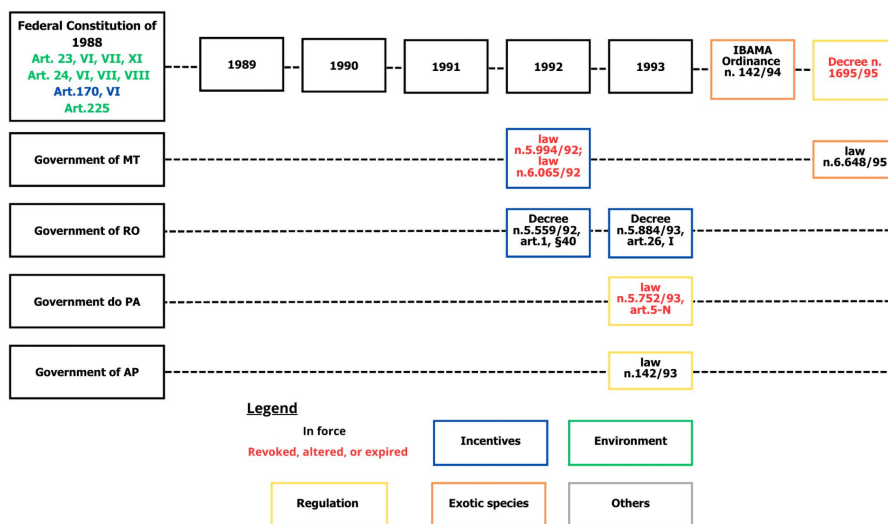 Federal Constitution of
1988
Art. 23, VI, VII, XI
Art. 24, VI, VII, VIII
Art.170, VI
Art.225
1989
1990
1991
1992
1993
IBAMA
Ordinance
n. 142/94
Decree n.
1695/95
Government of MT
law
n.5.994/92;
law
n.6.065/92
law
n.6.648/95
Government of RO
Decree
n.5.559/92,
art.1, §40
Decree
n.5.884/93,
art.26, I
Government do PA
law
n.5.752/93,
art.5-N
Government of AP
law
n.142/93
Legend
In force
Revoked, altered, or expired
Incentives
Environment
Regulation
Exotic species
Others